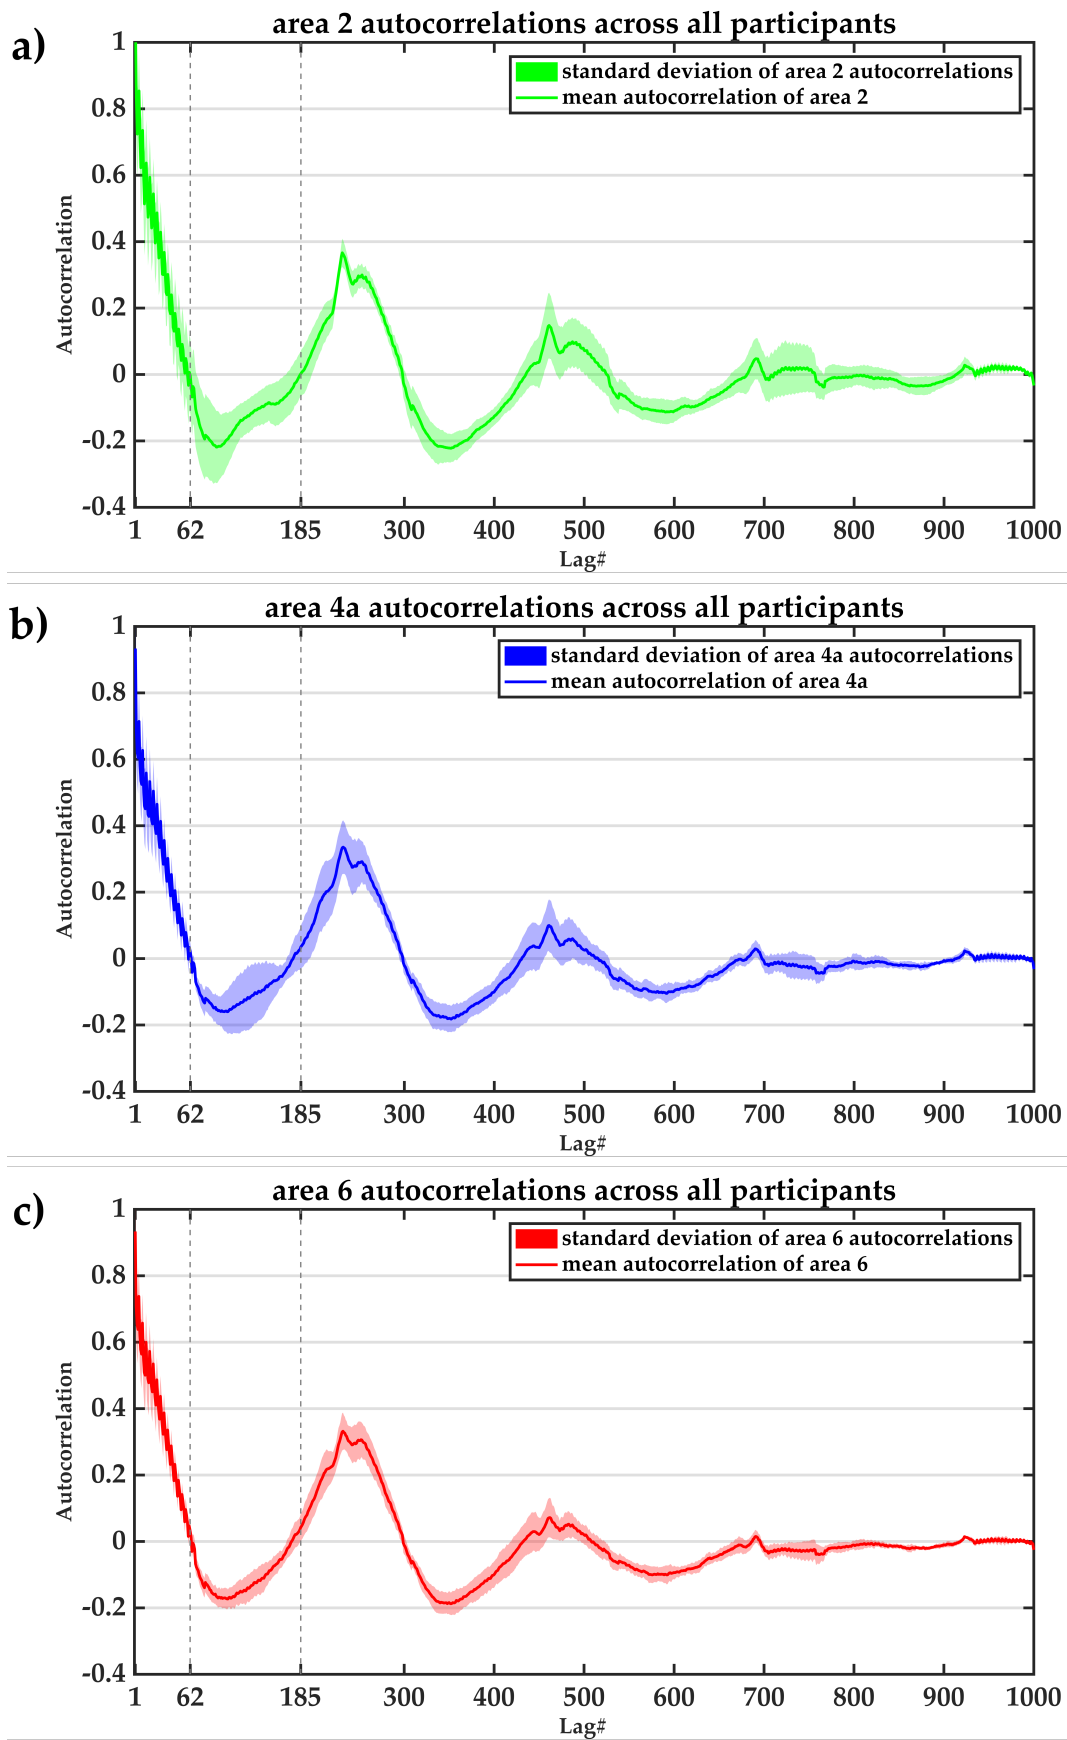 a)
area 2 autocorrelations across all participants
standard deviation of area 2 autocorrelations
mean autocorrelation of area 2
Autocorrelation
1
0.8
0.6
0.4
0.2
0
-0.2
-0.4
1 62 185 300 400 500 600 700 800 900 1000
Lag#
b)
area 4a autocorrelations across all participants
standard deviation of area 4a autocorrelations
mean autocorrelation of area 4a
Autocorrelation
1
0.8
0.6
0.4
0.2
0
-0.2
-0.4
1 62 185 300 400 500 600 700 800 900 1000
Lag#
c)
area 6 autocorrelations across all participants
standard deviation of area 6 autocorrelations
mean autocorrelation of area 6
Autocorrelation
1
0.8
0.6
0.4
0.2
0
-0.2
-0.4
1 62 185 300 400 500 600 700 800 900 1000
Lag#